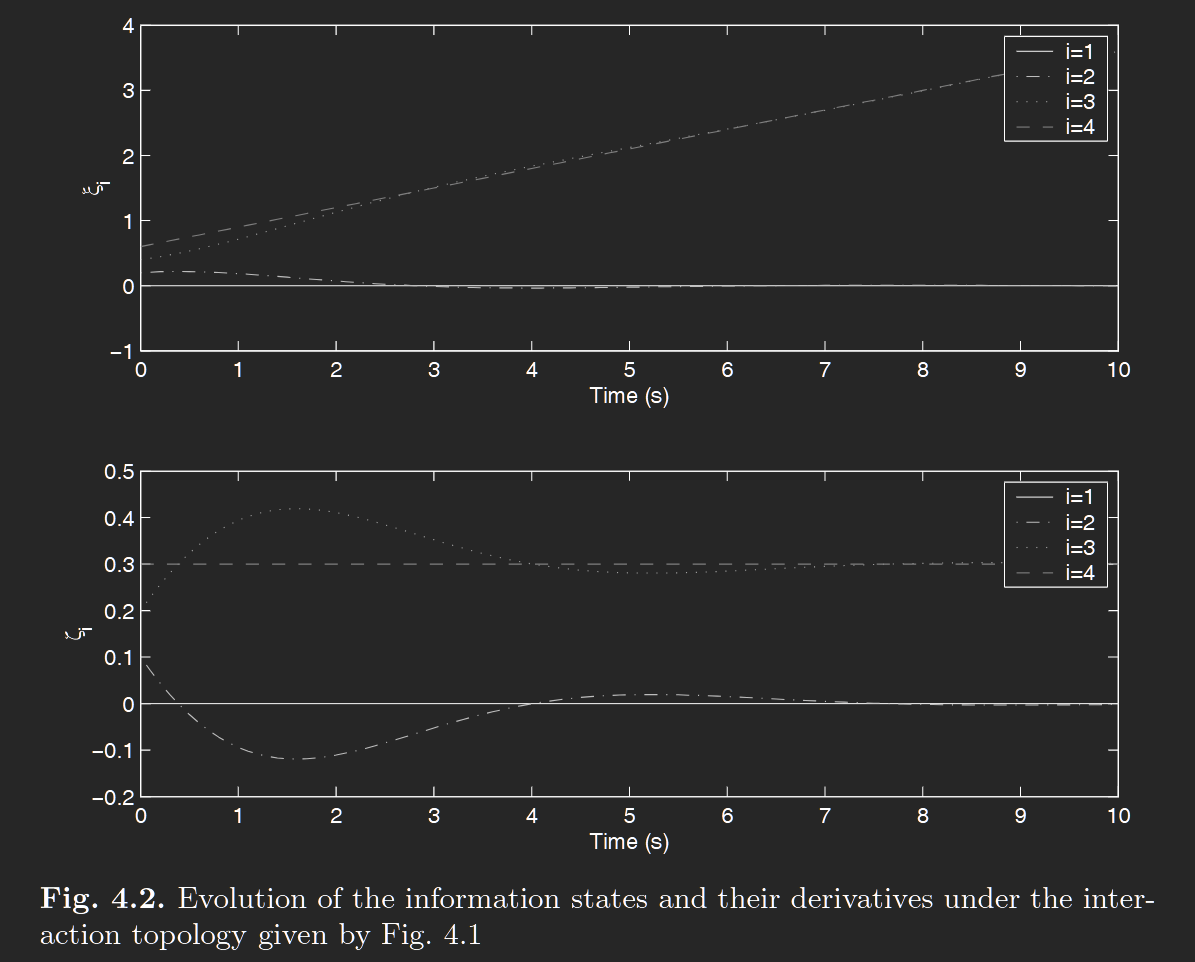 4
3
2
1
0
−1
ξi
0 1 2 3 4 5 6 7 8 9 10
Time (s)
i=1
i=2
i=3
i=4
0.5
0.4
0.3
0.2
0.1
0
−0.1
−0.2
ζi
0 1 2 3 4 5 6 7 8 9 10
Time (s)
i=1
i=2
i=3
i=4
Fig. 4.2. Evolution of the information states and their derivatives under the inter-
action topology given by Fig. 4.1